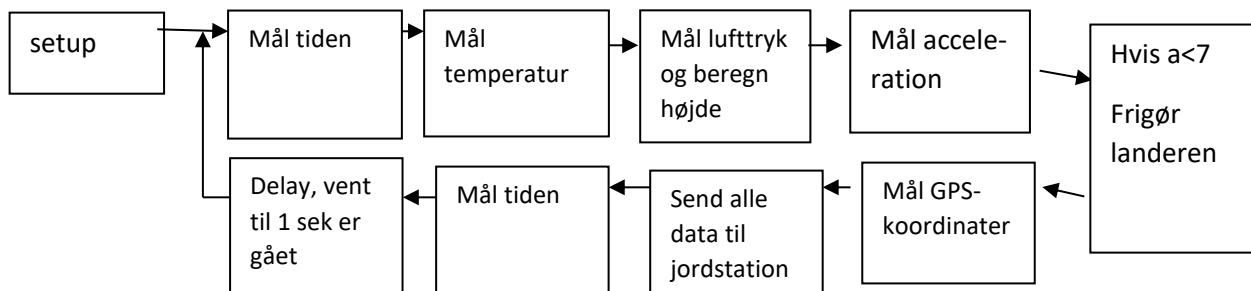 setup
Mål tiden
Mål
temperatur
Mål lufttryk
og beregn
højde
Mål accele-
ration
Hvis a<7
Frigør
landeren
Mål GPS-
koordinater
Send alle
data til
jordstation
Mål tiden
Delay, vent
til 1 sek er
gået